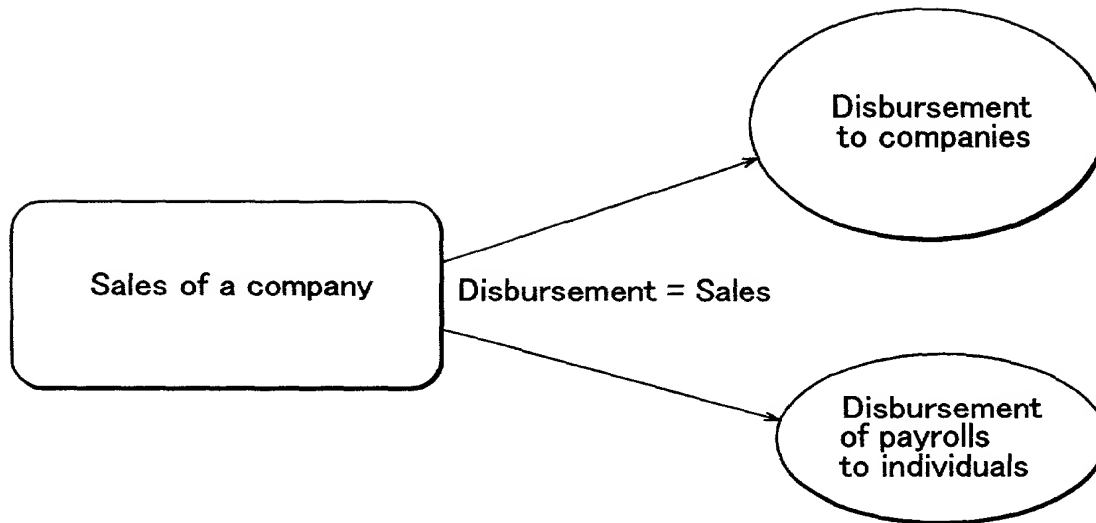 Disbursement
to companies
Sales of a company
Disbursement = Sales
Disbursement
of payrolls
to individuals